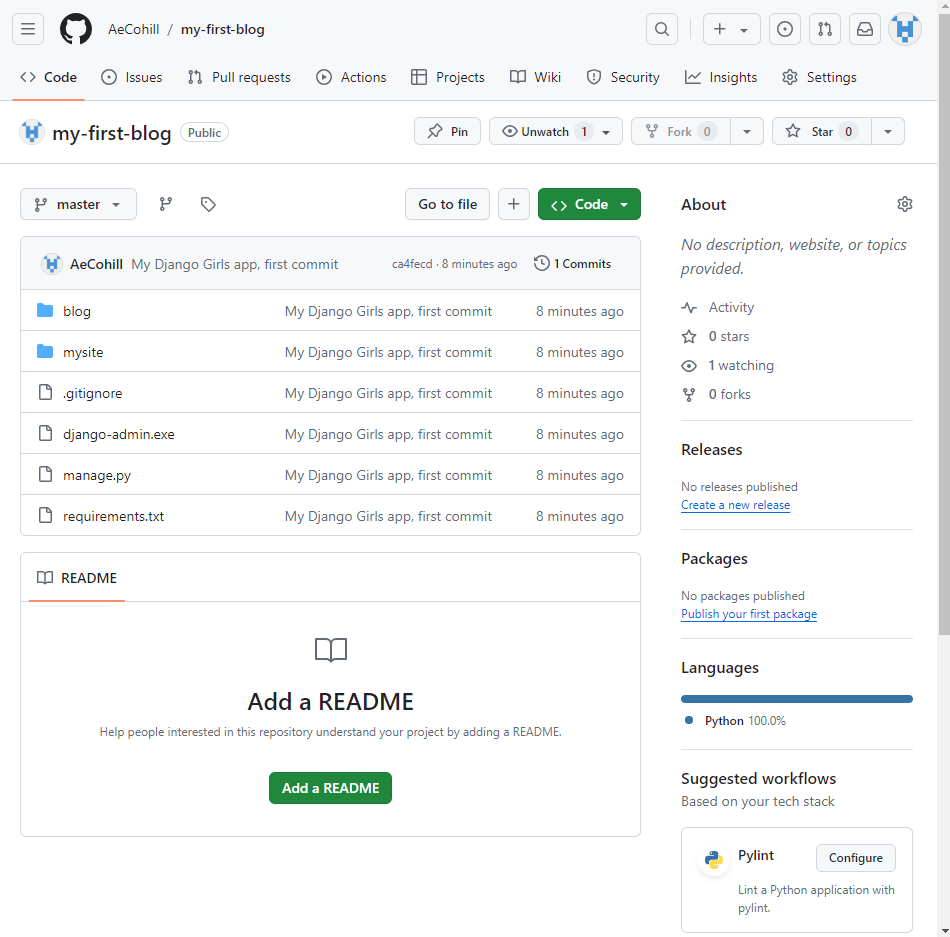 AeCohill / my-first-blog
Code Issues Pull requests Actions Projects Wiki Security Insights Settings
my-first-blog Public Pin Unwatch 1 Fork 0 Star 0
master Go to file Code
AeCohill My Django Girls app, first commit ca4fecd · 8 minutes ago 1 Commits
blog My Django Girls app, first commit 8 minutes ago
mysite My Django Girls app, first commit 8 minutes ago
.gitignore My Django Girls app, first commit 8 minutes ago
django-admin.exe My Django Girls app, first commit 8 minutes ago
manage.py My Django Girls app, first commit 8 minutes ago
requirements.txt My Django Girls app, first commit 8 minutes ago
README
Add a README
Help people interested in this repository understand your project by adding a README.
Add a README
About
No description, website, or topics
provided.
Activity
0 stars
1 watching
0 forks
Releases
No releases published
Create a new release
Packages
No packages published
Publish your first package
Languages
Python 100.0%
Suggested workflows
Based on your tech stack
Pylint Configure
Lint a Python application with
pylint.